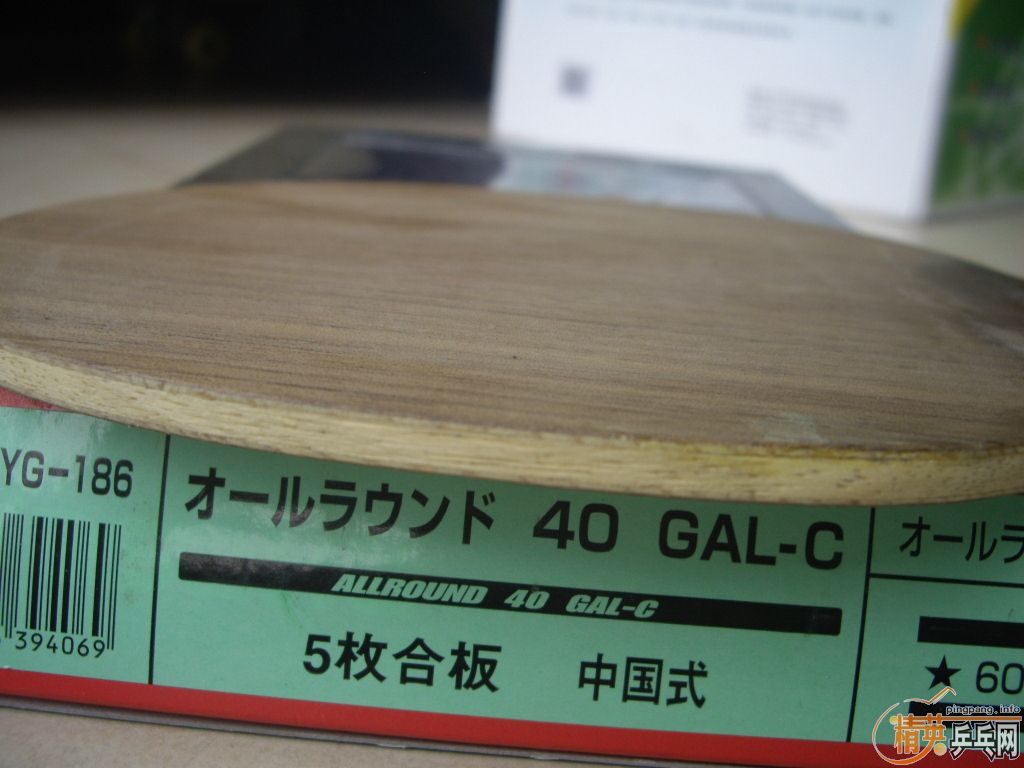 YG-186
394069
オールラウンド 40 GAL-C
ALLROUND 40 GAL-C
5枚合板 中国式
オールラ
★ 60
pingpang.info
精英乒乓网